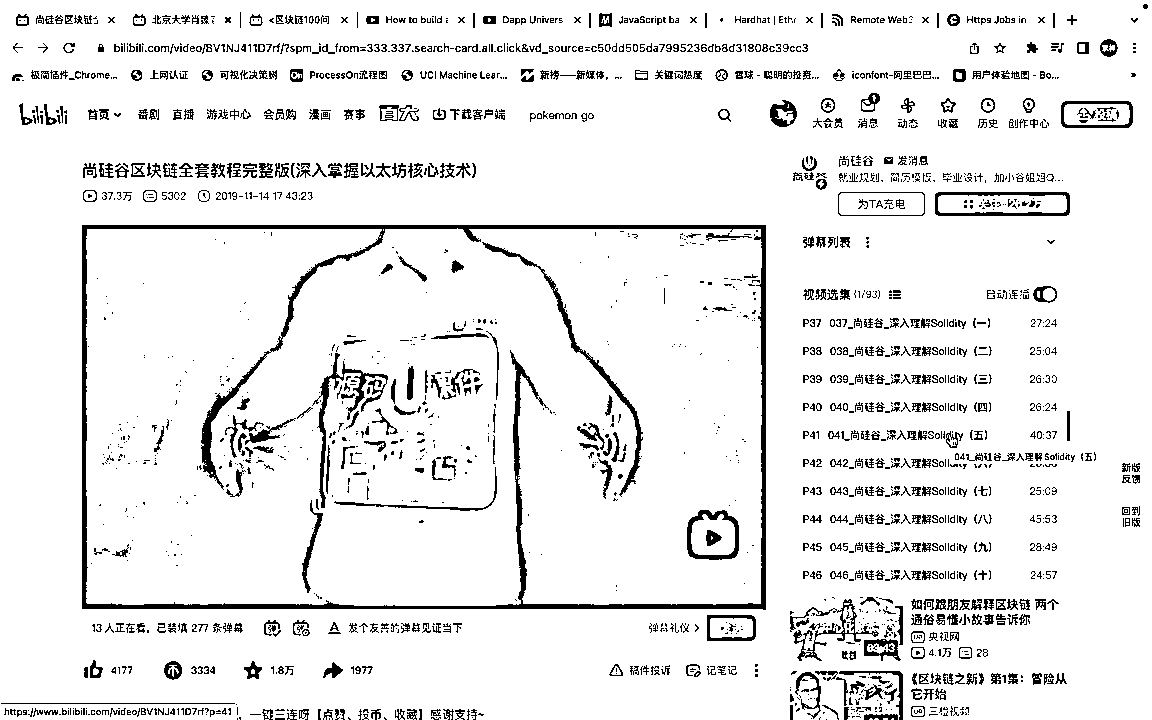 尚硅谷区块链全
北京大学肖臻
<区块链100问
How to build a
Dapp Univers
JavaScript ba
Hardhat | Eth
Remote Web3
Https Jobs in
bilibili.com/video/BV1NJ411D7rf/?spm_id_from=333.337.search-card.all.click&vd_source=c50dd505da7995236db8d31808c39cc3
极简插件_Chrome...
上网认证
可视化决策树
ProcessOn流程图
UCI Machine Lear...
新榜—新媒体，...
关键词热度
雪球 - 聪明的投资...
iconfont-阿里巴巴...
用户体验地图 - Bo...
»
bilibili
首页
番剧
直播
游戏中心
会员购
漫画
赛事
下载客户端
pokemon go
大会员
消息
动态
收藏
历史
创作中心
尚硅谷区块链全套教程完整版(深入掌握以太坊核心技术)
37.3万
5302
2019-11-14 17:43:23
尚硅谷
发消息
就业规划、简历模版、毕业设计，加小谷姐姐Q...
为TA充电
弹幕列表
视频选集 (1/93)
自动连播
P37 037_尚硅谷_深入理解Solidity（一） 27:24
P38 038_尚硅谷_深入理解Solidity（二） 25:04
P39 039_尚硅谷_深入理解Solidity（三） 26:30
P40 040_尚硅谷_深入理解Solidity（四） 26:24
P41 041_尚硅谷_深入理解Solidity（五） 40:37
041_尚硅谷_深入理解Solidity（五）
P42 042_尚硅谷_深入理解Solidity
P43 043_尚硅谷_深入理解Solidity（七） 25:09
P44 044_尚硅谷_深入理解Solidity（八） 45:53
P45 045_尚硅谷_深入理解Solidity（九） 28:49
P46 046_尚硅谷_深入理解Solidity（十） 24:57
新版
反馈
回到
旧版
源码
课件
13 人正在看，已装填 277 条弹幕
发个友善的弹幕见证当下
弹幕礼仪 >
4177
3334
1.8万
1977
稿件投诉
记笔记
如何跟朋友解释区块链 两个
通俗易懂小故事告诉你
央视网
4.1万
28
03:43
《区块链之新》第1集：冒险从
它开始
三橙视频
https://www.bilibili.com/video/BV1NJ411D7rf?p=41
，一键三连呀【点赞、投币、收藏】感谢支持~